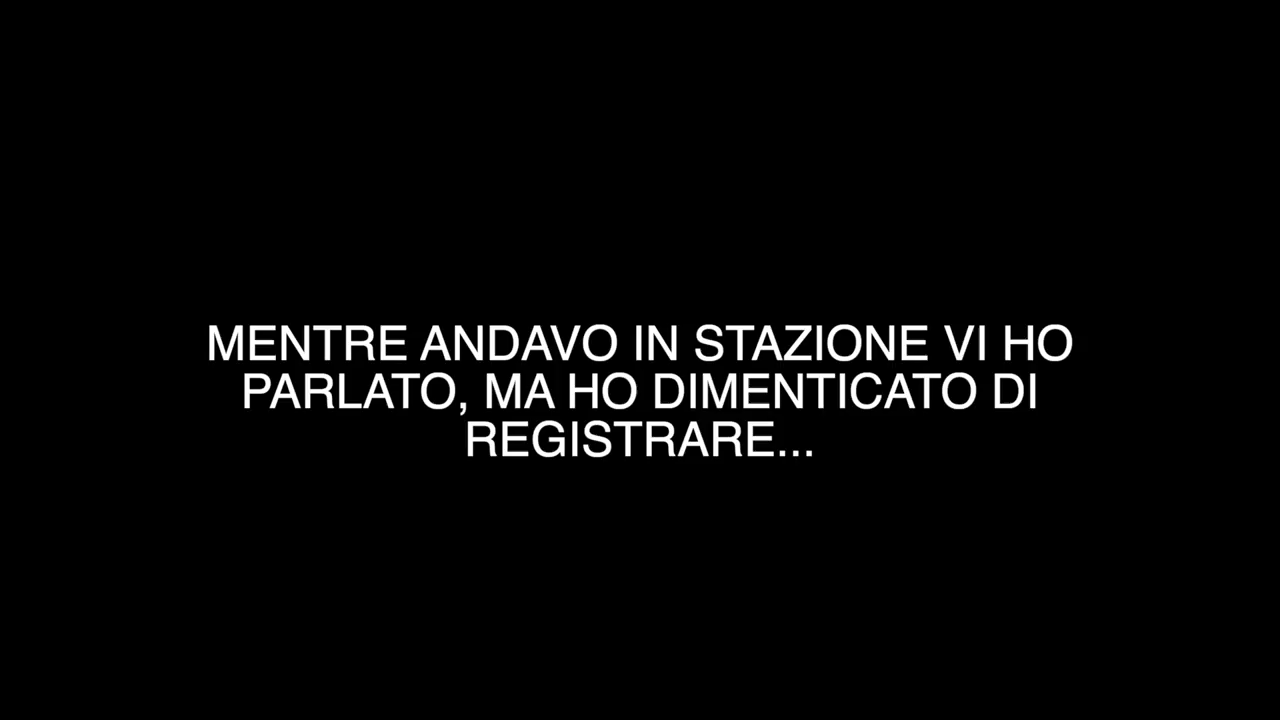 MENTRE ANDAVO IN STAZIONE VI HO
PARLATO, MA HO DIMENTICATO DI
REGISTRARE...